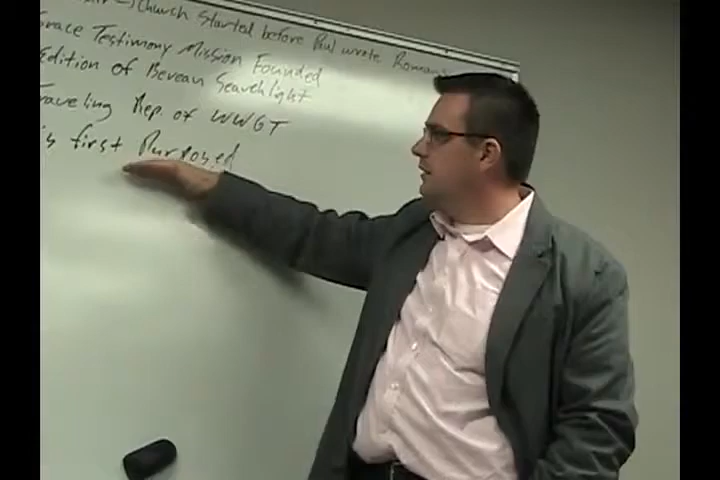 Church Started before Paul wrote Romans
Grace Testimony Mission Founded
Edition of Berean Searchlight
Traveling Rep. of WWGT
is first Purposed